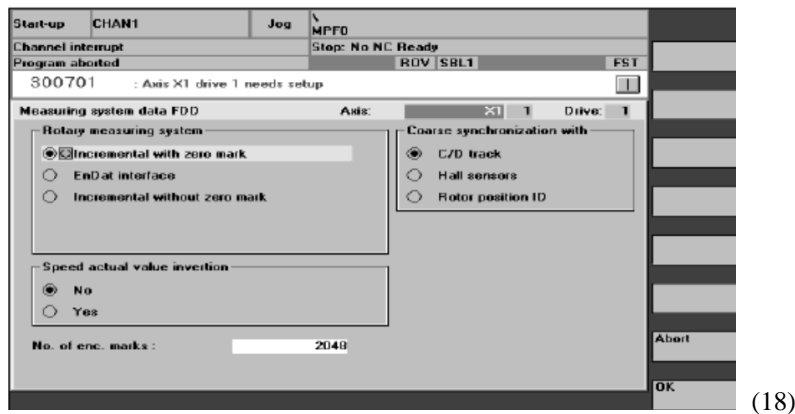 Start-up CHAN1 Jog \
MPF0
Channel interrupt Stop: No NC Ready
Program aborted ROV SBL1 FST
300701 : Axis X1 drive 1 needs setup
Measuring system data FDD Axis: X1 1 Drive: 1
Rotary measuring system
Incremental with zero mark
EnDat interface
Incremental without zero mark
Coarse synchronization with
C/D track
Hall sensors
Rotor position ID
Speed actual value invertion
No
Yes
No. of enc. marks : 2048
Abort
OK
(18)